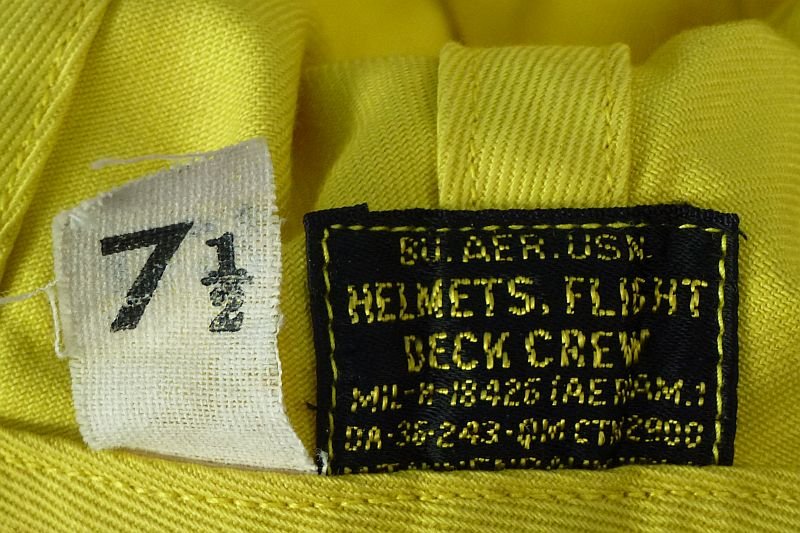 7 1/2
BU. AER. USN.
HELMETS, FLIGHT
DECK CREW
MIL-H-18426 (AER) AM.1
DA-36-243-QM CTM 2900